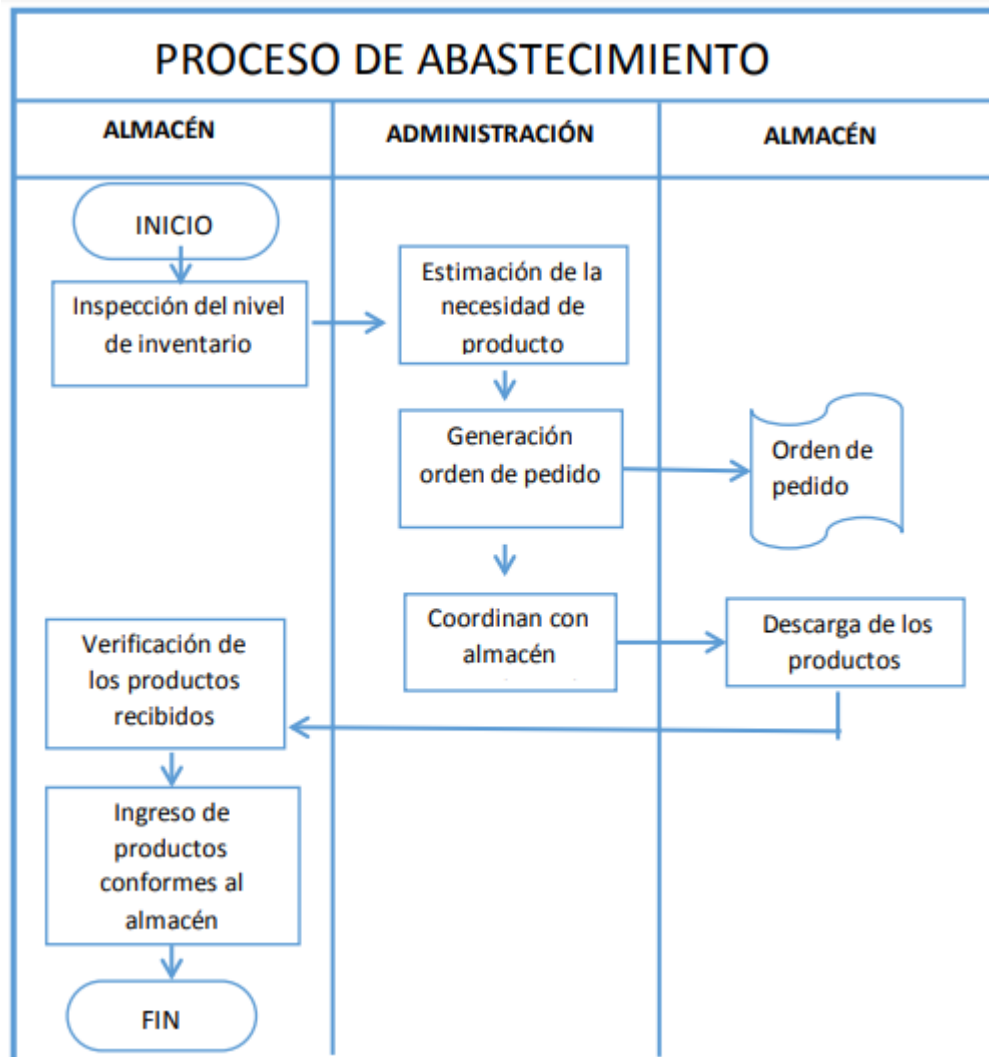 PROCESO DE ABASTECIMIENTO
ALMACÉN
ADMINISTRACIÓN
ALMACÉN
INICIO
Inspección del nivel
de inventario
Estimación de la
necesidad de
producto
Generación
orden de pedido
Orden de
pedido
Coordinan con
almacén
Descarga de los
productos
Verificación de
los productos
recibidos
Ingreso de
productos
conformes al
almacén
FIN